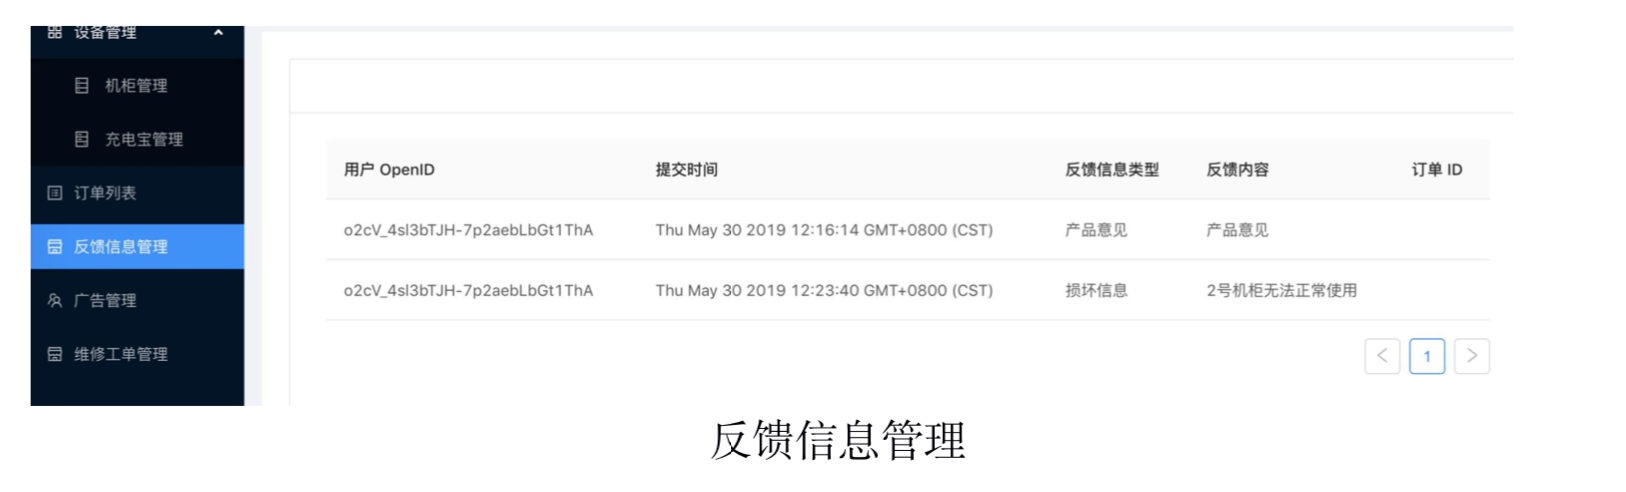 设备管理
机柜管理
充电宝管理
订单列表
反馈信息管理
广告管理
维修工单管理
用户 OpenID 提交时间 反馈信息类型 反馈内容 订单 ID
o2cV_4sI3bTJH-7p2aebLbGt1ThA Thu May 30 2019 12:16:14 GMT+0800 (CST) 产品意见 产品意见
o2cV_4sI3bTJH-7p2aebLbGt1ThA Thu May 30 2019 12:23:40 GMT+0800 (CST) 损坏信息 2号机柜无法正常使用
< 1 >
反馈信息管理